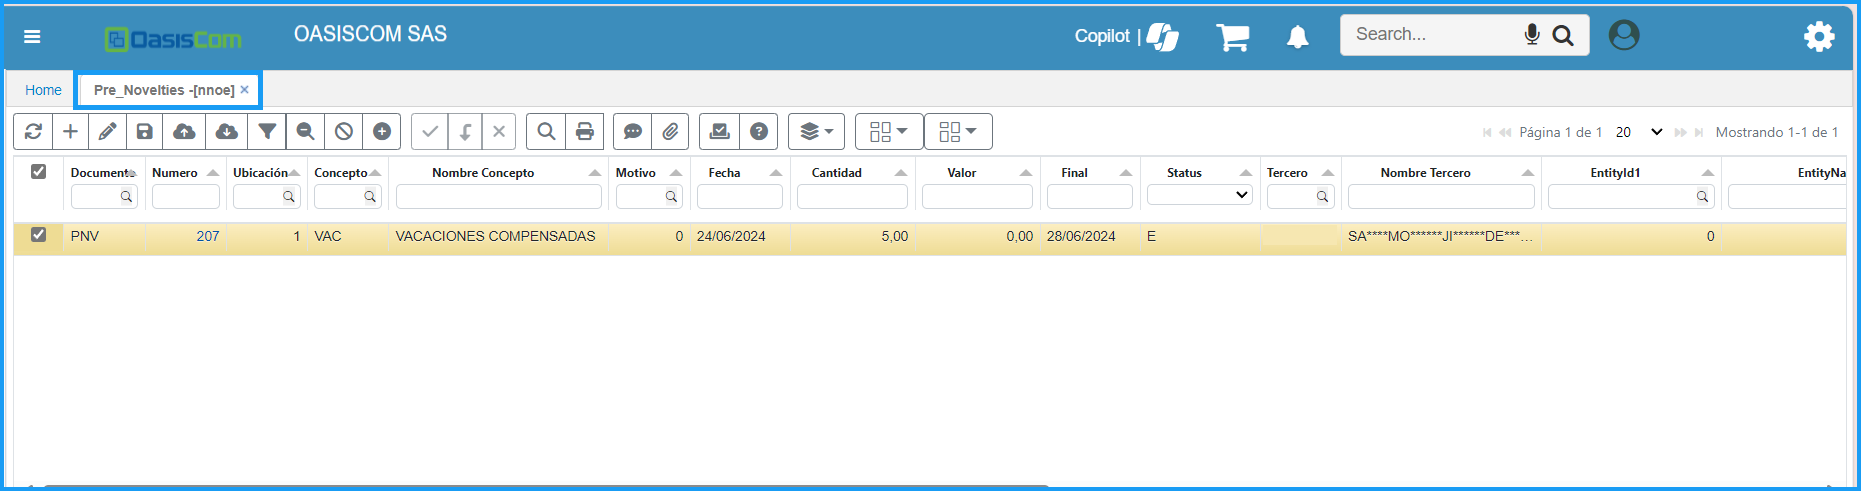 OasisCom OASISCOM SAS Copilot | Search...
Home Pre_Novelties -[nnoe] ×
Página 1 de 1 20 Mostrando 1-1 de 1
Documento Numero Ubicación Concepto Nombre Concepto Motivo Fecha Cantidad Valor Final Status Tercero Nombre Tercero EntityId1 EntityNa
PNV 207 1 VAC VACACIONES COMPENSADAS 0 24/06/2024 5,00 0,00 28/06/2024 E SA****MO******JI******DE***... 0